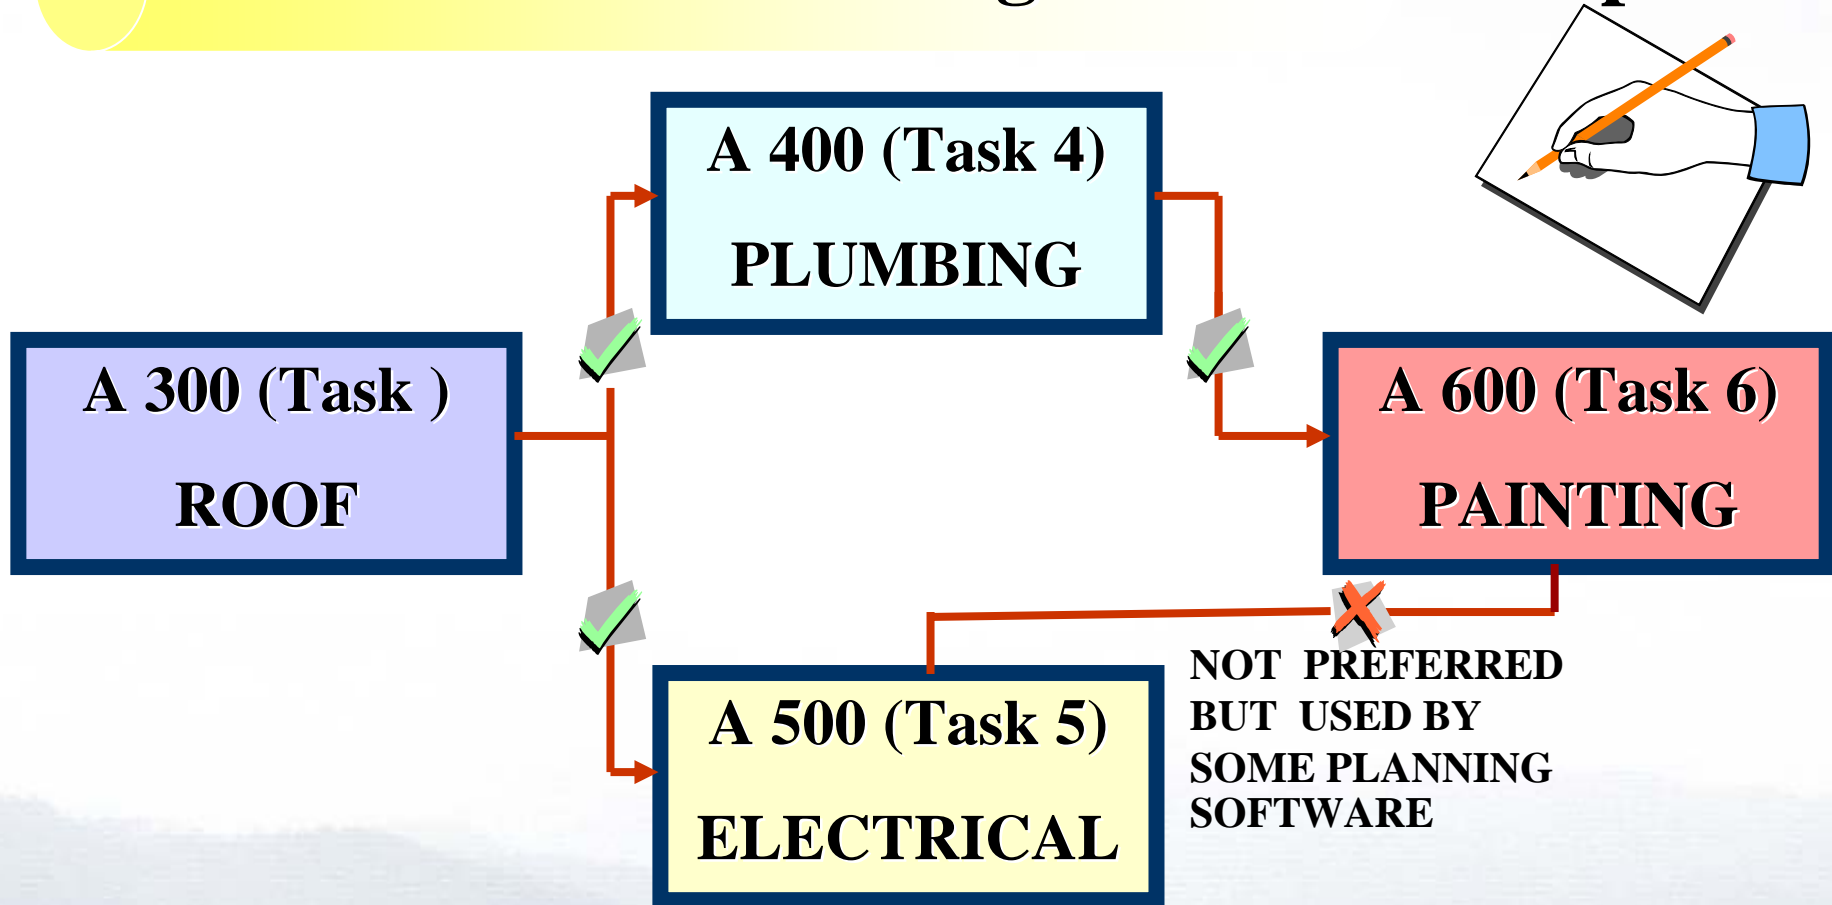 A 400 (Task 4)
PLUMBING
A 300 (Task )
ROOF
A 600 (Task 6)
PAINTING
NOT PREFERRED
BUT USED BY
SOME PLANNING
SOFTWARE
A 500 (Task 5)
ELECTRICAL